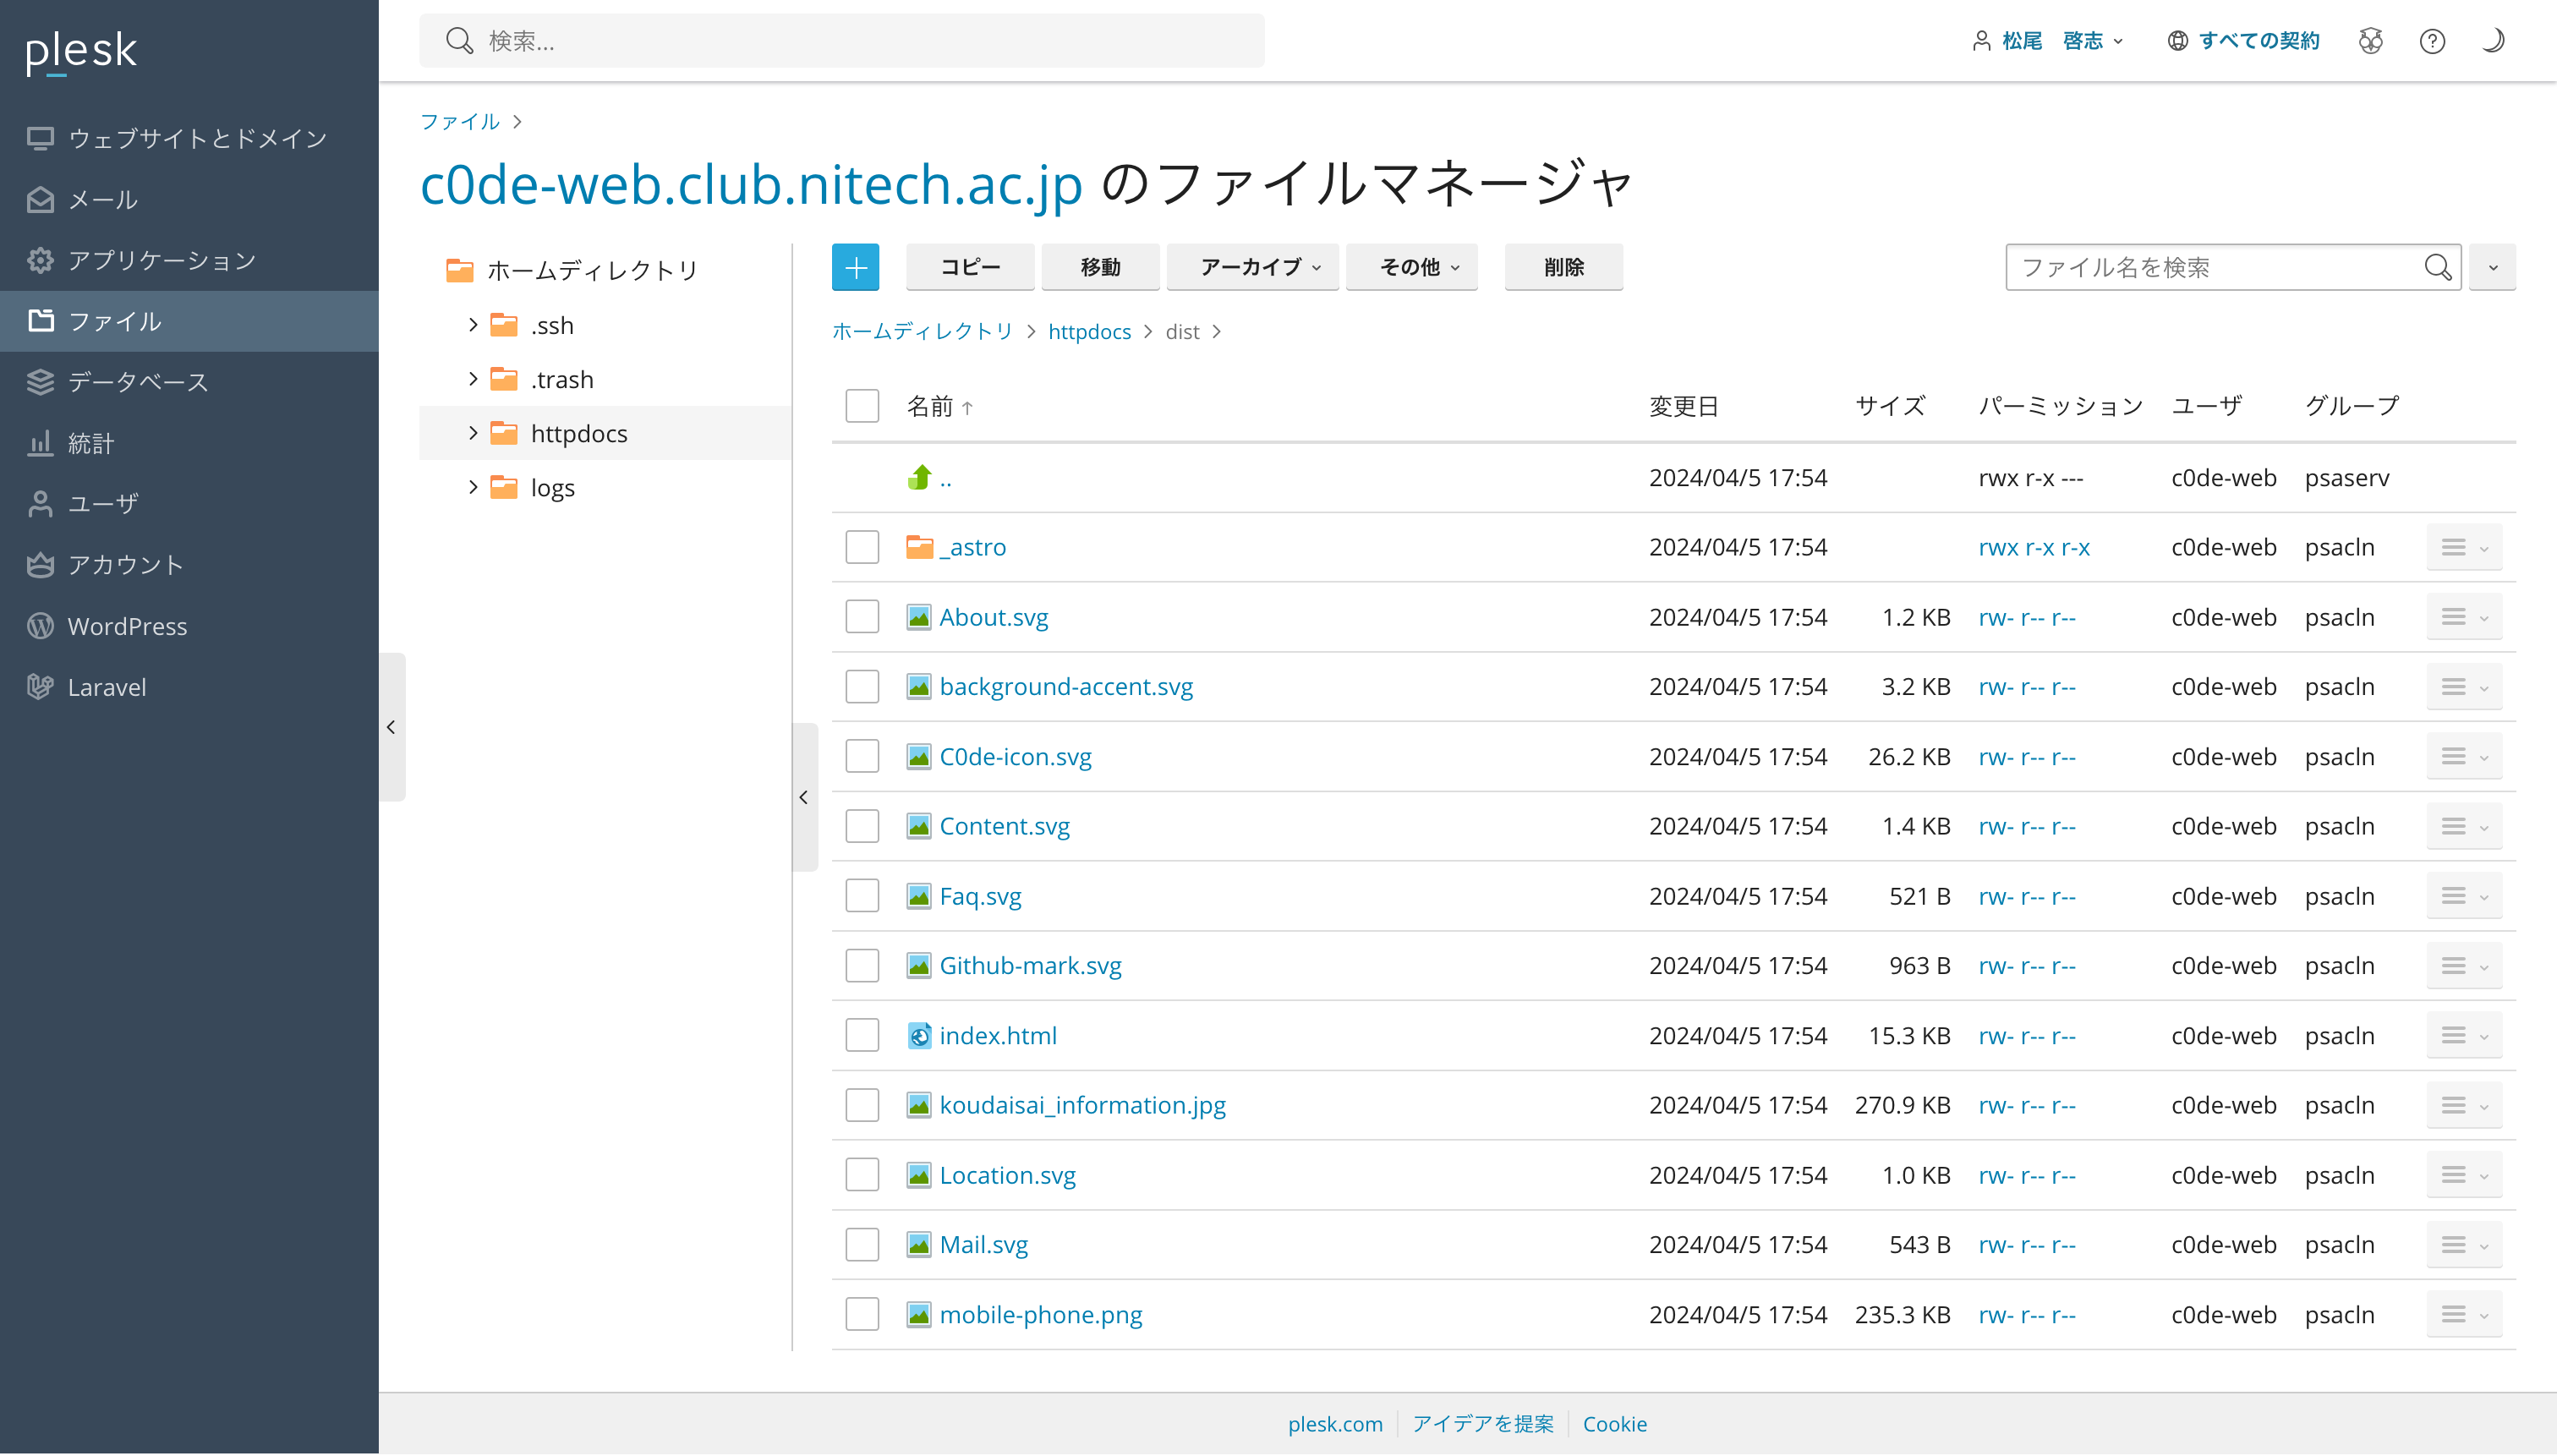 plesk
検索...
松尾 啓志
すべての契約
ウェブサイトとドメイン
メール
アプリケーション
ファイル
データベース
統計
ユーザ
アカウント
WordPress
Laravel
ファイル >
c0de-web.club.nitech.ac.jp のファイルマネージャ
ホームディレクトリ
.ssh
.trash
httpdocs
logs
コピー 移動 アーカイブ その他 削除
ファイル名を検索
ホームディレクトリ > httpdocs > dist >
名前 ↑ 変更日 サイズ パーミッション ユーザ グループ
.. 2024/04/5 17:54 rwx r-x --- c0de-web psaserv
_astro 2024/04/5 17:54 rwx r-x r-x c0de-web psacln
About.svg 2024/04/5 17:54 1.2 KB rw- r-- r-- c0de-web psacln
background-accent.svg 2024/04/5 17:54 3.2 KB rw- r-- r-- c0de-web psacln
C0de-icon.svg 2024/04/5 17:54 26.2 KB rw- r-- r-- c0de-web psacln
Content.svg 2024/04/5 17:54 1.4 KB rw- r-- r-- c0de-web psacln
Faq.svg 2024/04/5 17:54 521 B rw- r-- r-- c0de-web psacln
Github-mark.svg 2024/04/5 17:54 963 B rw- r-- r-- c0de-web psacln
index.html 2024/04/5 17:54 15.3 KB rw- r-- r-- c0de-web psacln
koudaisai_information.jpg 2024/04/5 17:54 270.9 KB rw- r-- r-- c0de-web psacln
Location.svg 2024/04/5 17:54 1.0 KB rw- r-- r-- c0de-web psacln
Mail.svg 2024/04/5 17:54 543 B rw- r-- r-- c0de-web psacln
mobile-phone.png 2024/04/5 17:54 235.3 KB rw- r-- r-- c0de-web psacln
plesk.com アイデアを提案 Cookie